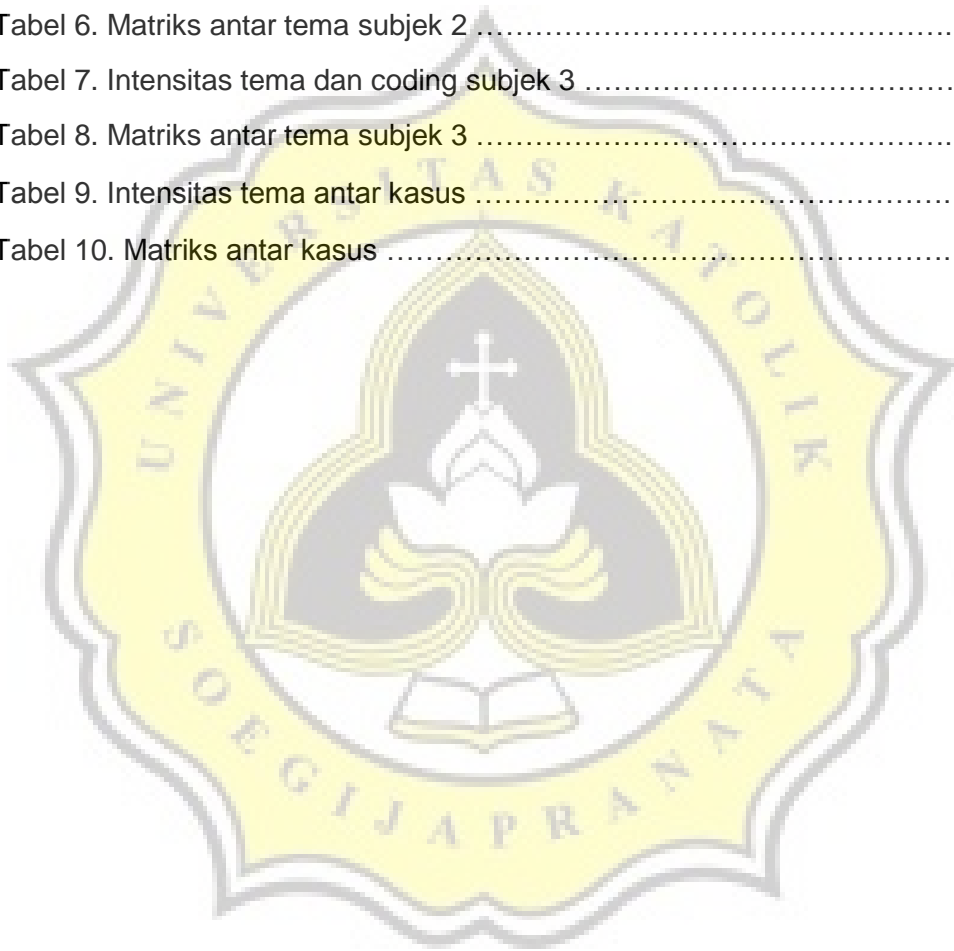 Tabel 6. Matriks antar tema subjek 2 ……………………………………………
Tabel 7. Intensitas tema dan coding subjek 3 …………………………………
Tabel 8. Matriks antar tema subjek 3 ……………………………………………
Tabel 9. Intensitas tema antar kasus ……………………………………………
Tabel 10. Matriks antar kasus ……………………………………………………
UNIVERSITAS KATOLIK
SOEGIJAPRANATA